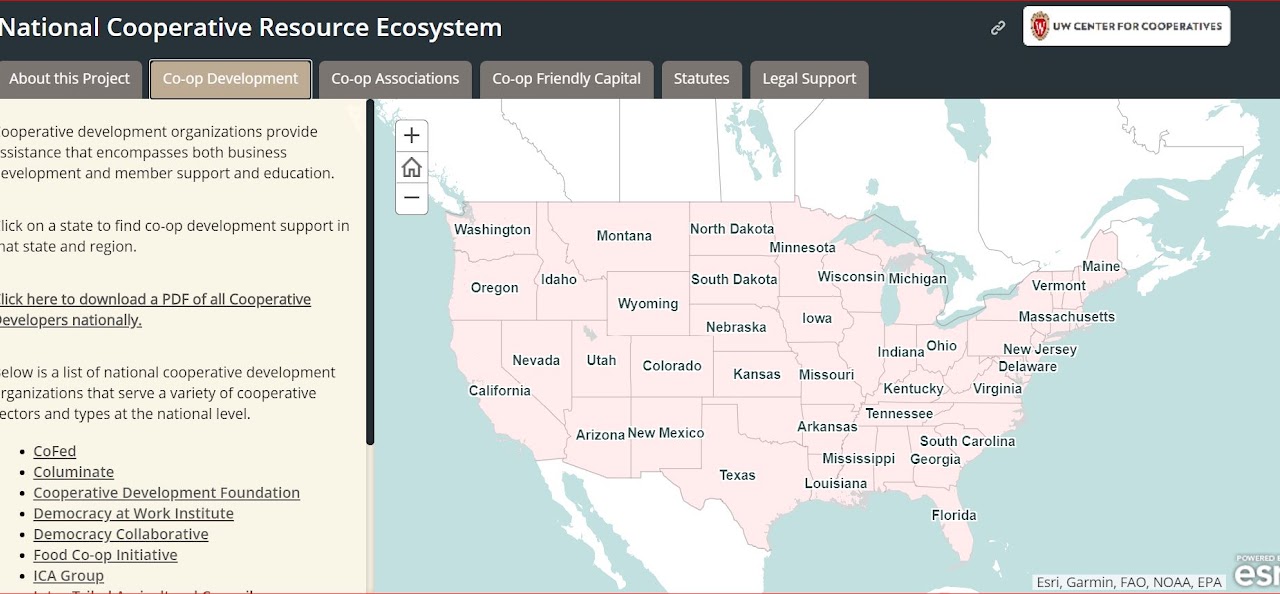 National Cooperative Resource Ecosystem
UW CENTER FOR COOPERATIVES
About this Project
Co-op Development
Co-op Associations
Co-op Friendly Capital
Statutes
Legal Support
ooperative development organizations provide
ssistance that encompasses both business
evelopment and member support and education.
lick on a state to find co-op development support in
hat state and region.
lick here to download a PDF of all Cooperative
Developers nationally.
elow is a list of national cooperative development
rganizations that serve a variety of cooperative
ectors and types at the national level.
• CoFed
• Columinate
• Cooperative Development Foundation
• Democracy at Work Institute
• Democracy Collaborative
• Food Co-op Initiative
• ICA Group
+
−
Washington
Montana
North Dakota
Minnesota
Wisconsin
Michigan
Maine
Oregon
Idaho
South Dakota
Vermont
Wyoming
Massachusetts
Nebraska
Iowa
Nevada
Utah
Colorado
Kansas
Missouri
Indiana
Ohio
New Jersey
Delaware
California
Kentucky
Virginia
Arizona
New Mexico
Arkansas
Tennessee
South Carolina
Mississippi
Georgia
Texas
Louisiana
Florida
Esri, Garmin, FAO, NOAA, EPA
POWERED
esri